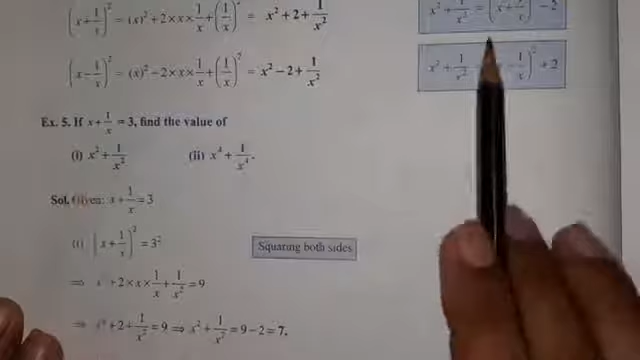 (x+1/x)² = (x)²+2×x×1/x+(1/x)² = x²+2+1/x²
x²+1/x² = (x+1/x)²−2
(x−1/x)² = (x)²−2×x×1/x+(1/x)² = x²−2+1/x²
x²+1/x² − 1/x)²+2
Ex. 5. If x+1/x = 3, find the value of
(i) x²+1/x² (ii) x⁴+1/x⁴.
Sol. Given: x+1/x=3
(i) (x+1/x)² = 3² Squaring both sides
⇒ x²+2×x×1/x+1/x²=9
⇒ x²+2+1/x²=9 ⇒ x²+1/x²=9−2=7.